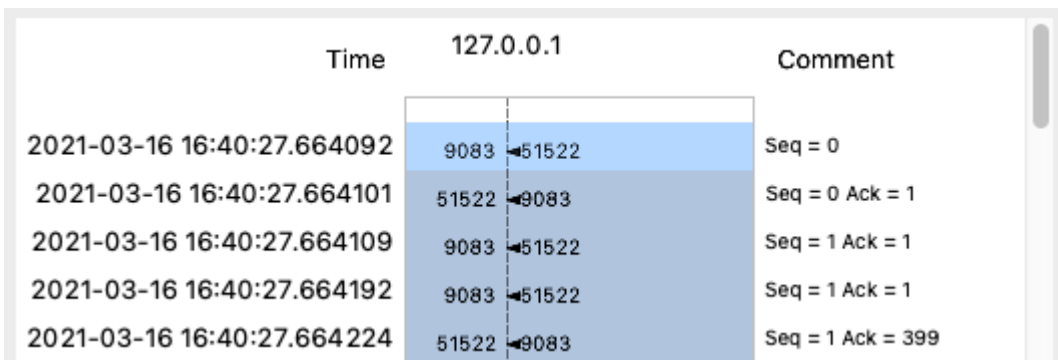 Time 127.0.0.1 Comment
2021-03-16 16:40:27.664092 9083 51522 Seq = 0
2021-03-16 16:40:27.664101 51522 9083 Seq = 0 Ack = 1
2021-03-16 16:40:27.664109 9083 51522 Seq = 1 Ack = 1
2021-03-16 16:40:27.664192 9083 51522 Seq = 1 Ack = 1
2021-03-16 16:40:27.664224 51522 9083 Seq = 1 Ack = 399